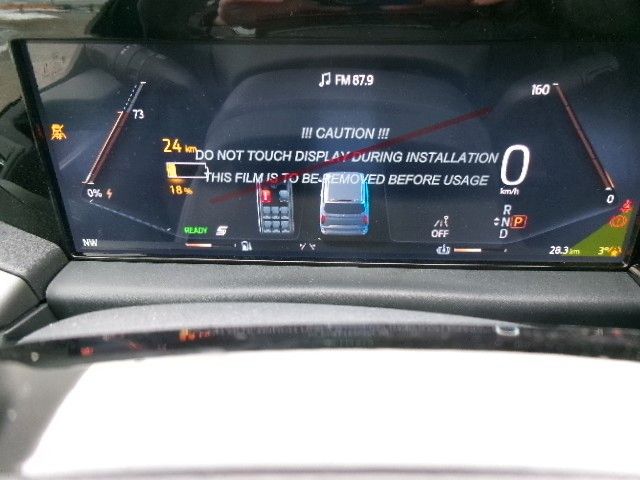 FM 87.9
160
73
!!! CAUTION !!!
24 km
DO NOT TOUCH DISPLAY DURING INSTALLATION
0
THIS FILM IS TO BE REMOVED BEFORE USAGE
km/h
0%
18 %
0
R
N P
D
READY
OFF
NW
28.3 km
3°